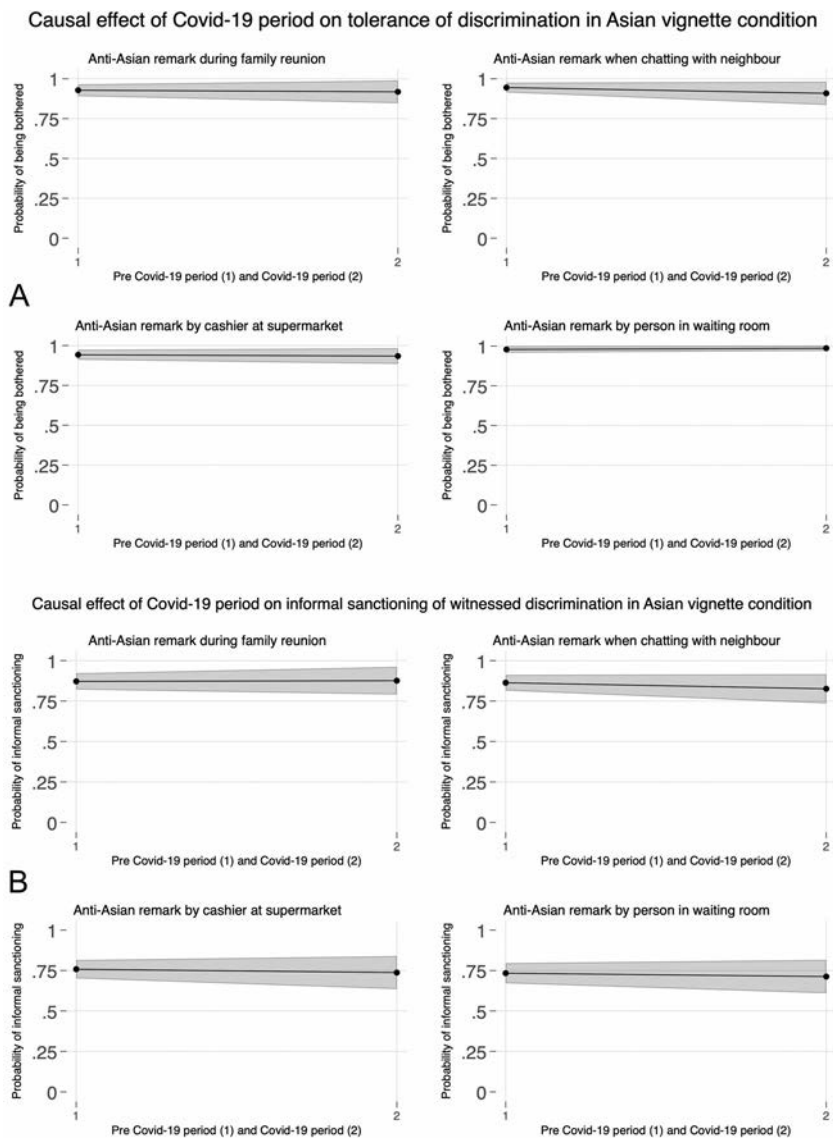 Causal effect of Covid-19 period on tolerance of discrimination in Asian vignette condition
Anti-Asian remark during family reunion
Probability of being bothered
1
.75
.5
.25
0
1
2
Pre Covid-19 period (1) and Covid-19 period (2)
Anti-Asian remark when chatting with neighbour
Probability of being bothered
1
.75
.5
.25
0
1
2
Pre Covid-19 period (1) and Covid-19 period (2)
A
Anti-Asian remark by cashier at supermarket
Probability of being bothered
1
.75
.5
.25
0
1
2
Pre Covid-19 period (1) and Covid-19 period (2)
Anti-Asian remark by person in waiting room
Probability of being bothered
1
.75
.5
.25
0
1
2
Pre Covid-19 period (1) and Covid-19 period (2)
Causal effect of Covid-19 period on informal sanctioning of witnessed discrimination in Asian vignette condition
Anti-Asian remark during family reunion
Probability of informal sanctioning
1
.75
.5
.25
0
1
2
Pre Covid-19 period (1) and Covid-19 period (2)
Anti-Asian remark when chatting with neighbour
Probability of informal sanctioning
1
.75
.5
.25
0
1
2
Pre Covid-19 period (1) and Covid-19 period (2)
B
Anti-Asian remark by cashier at supermarket
Probability of informal sanctioning
1
.75
.5
.25
0
1
2
Pre Covid-19 period (1) and Covid-19 period (2)
Anti-Asian remark by person in waiting room
Probability of informal sanctioning
1
.75
.5
.25
0
1
2
Pre Covid-19 period (1) and Covid-19 period (2)